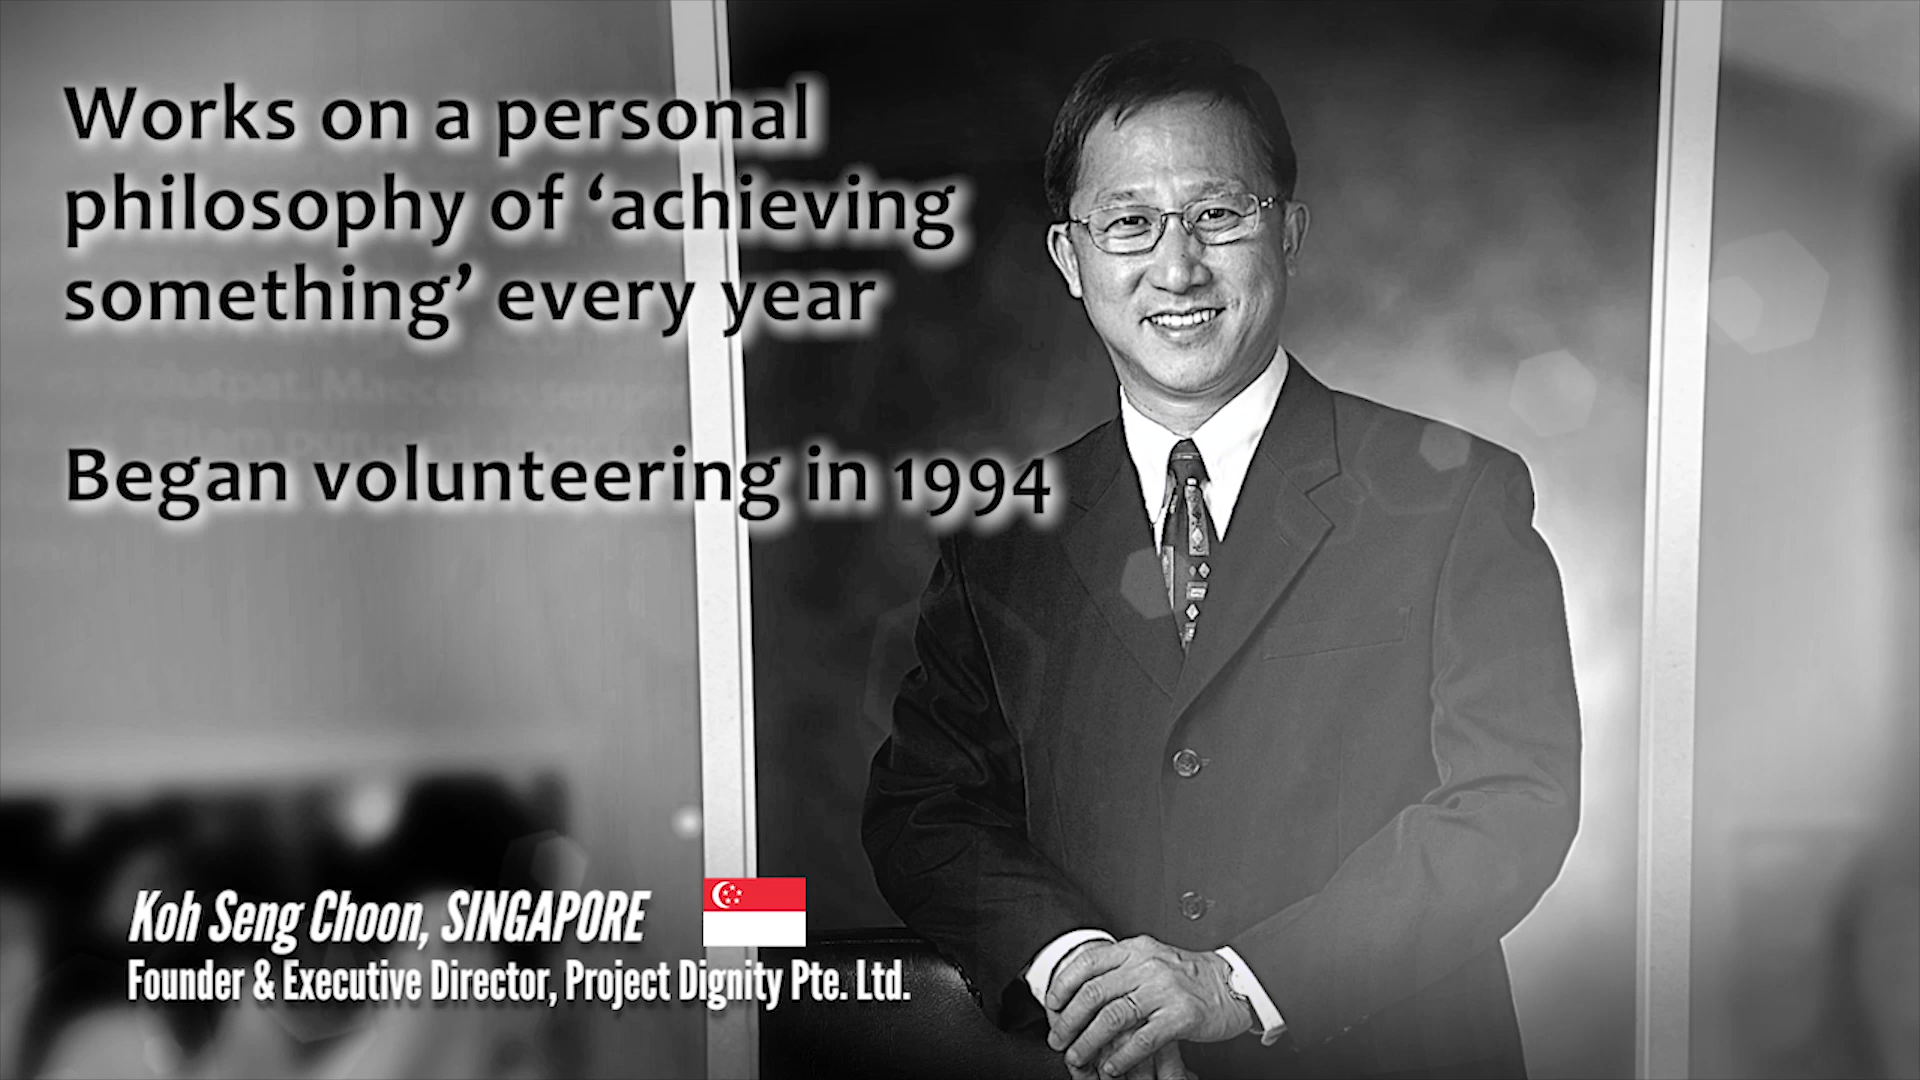 Works on a personal
philosophy of ‘achieving
something’ every year
Began volunteering in 1994
Koh Seng Choon, SINGAPORE
Founder & Executive Director, Project Dignity Pte. Ltd.